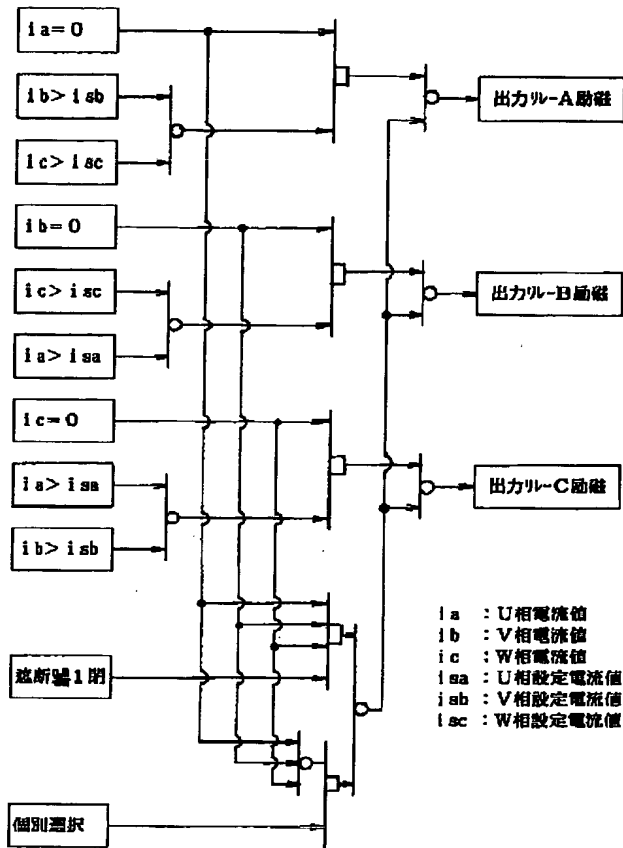 ia=0
ib>isb
ic>isc
出力リレーA励磁
ib=0
ic>isc
ia>isa
出力リレーB励磁
ic=0
ia>isa
ib>isb
出力リレーC励磁
遮断器1閉
個別選択
ia :U相電流値
ib :V相電流値
ic :W相電流値
isa :U相設定電流値
isb :V相設定電流値
isc :W相設定電流値